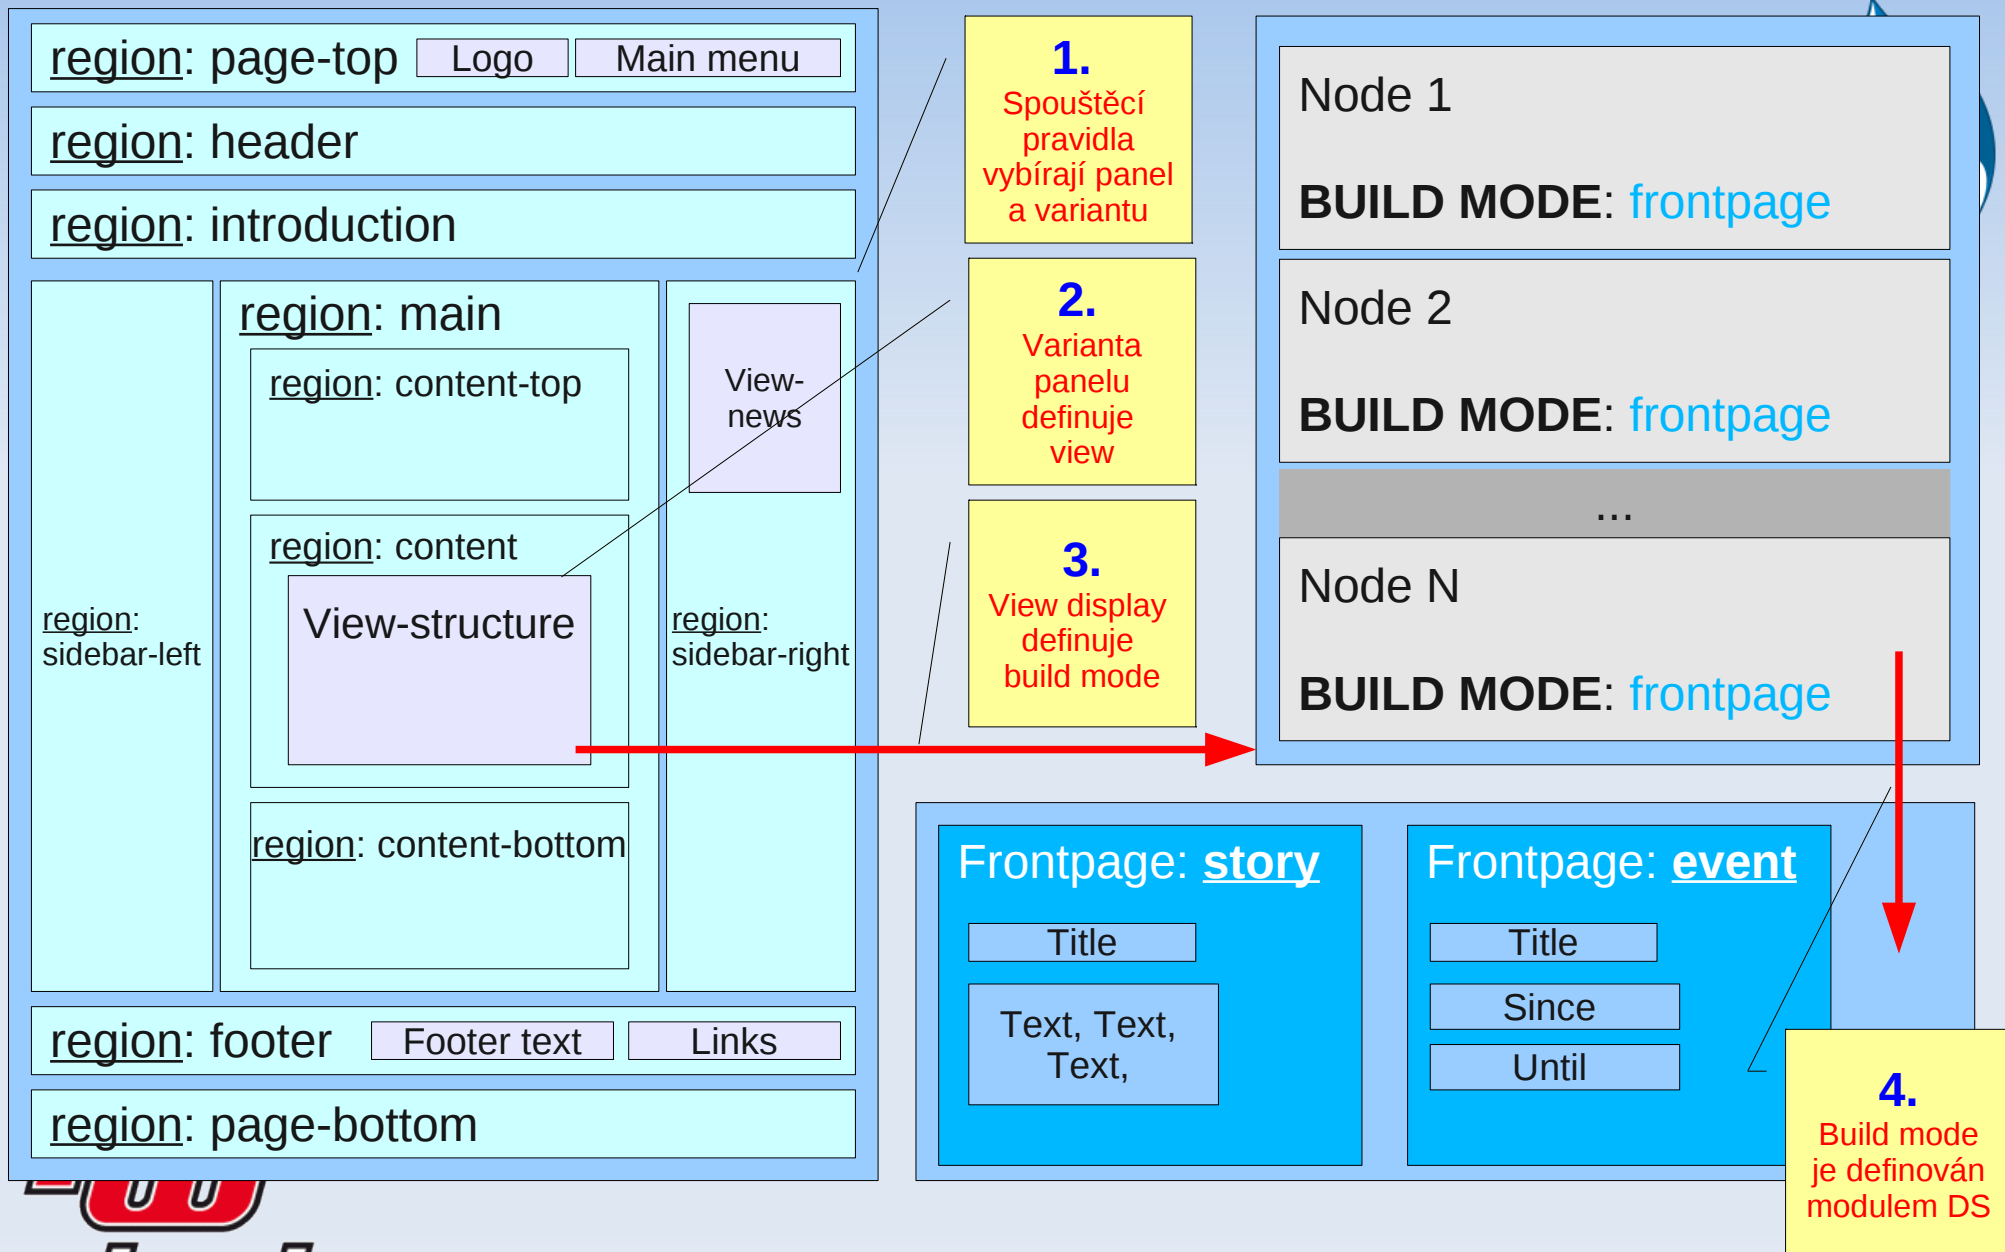 region: page-top
Logo
Main menu
region: header
region: introduction
region: main
region: content-top
View-
news
region: content
View-structure
region:
sidebar-left
region:
sidebar-right
region: content-bottom
region: footer
Footer text
Links
region: page-bottom
1.
Spouštěcí
pravidla
vybírají panel
a variantu
2.
Varianta
panelu
definuje
view
3.
View display
definuje
build mode
Node 1
BUILD MODE: frontpage
Node 2
BUILD MODE: frontpage
...
Node N
BUILD MODE: frontpage
Frontpage: story
Title
Text, Text,
Text,
Frontpage: event
Title
Since
Until
4.
Build mode
je definován
modulem DS